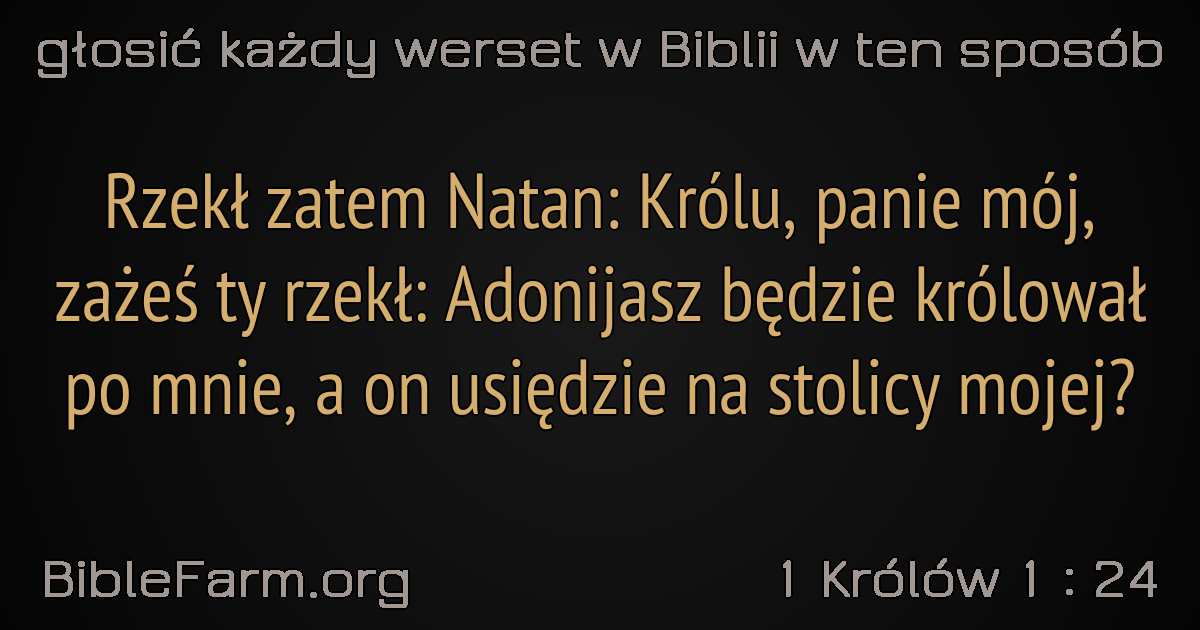 głosić każdy werset w Biblii w ten sposób
Rzekł zatem Natan: Królu, panie mój,
zażeś ty rzekł: Adonijasz będzie królował
po mnie, a on usiędzie na stolicy mojej?
BibleFarm.org
1 Królów 1 : 24